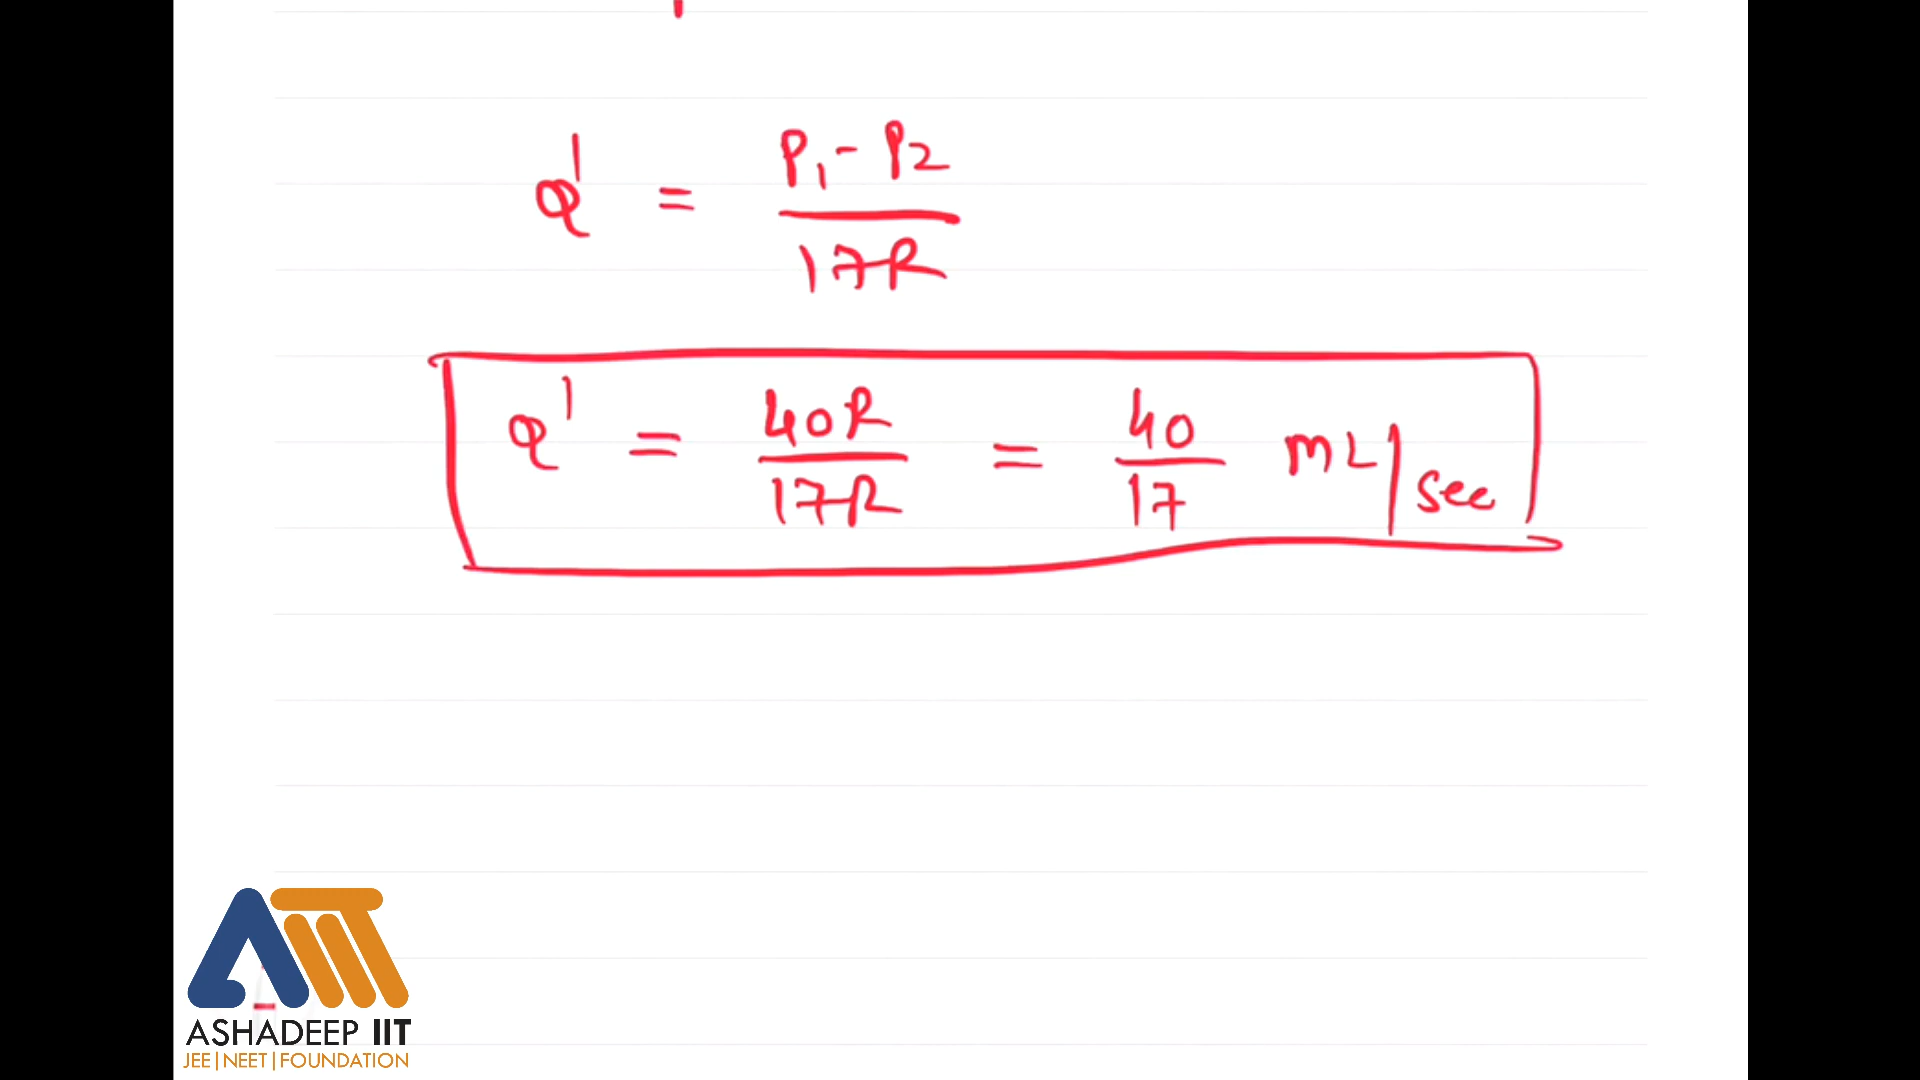 Q' = P₁ - P₂ / 17R
Q' = 40R / 17R = 40 / 17 mL/sec
ASHADEEP IIT
JEE|NEET|FOUNDATION